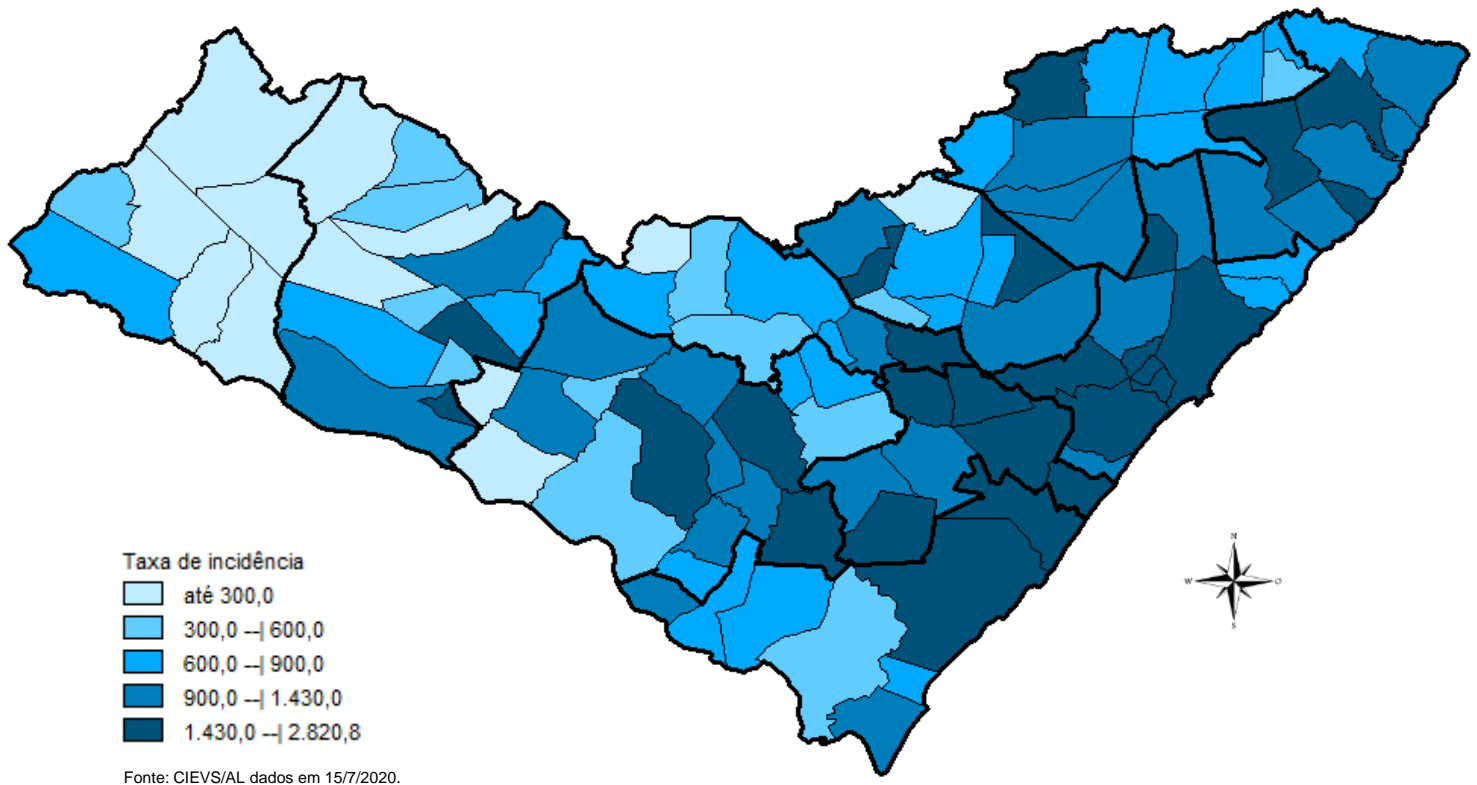 Taxa de incidência
até 300,0
300,0 --| 600,0
600,0 --| 900,0
900,0 --| 1.430,0
1.430,0 --| 2.820,8
Fonte: CIEVS/AL dados em 15/7/2020.
N
W O
S